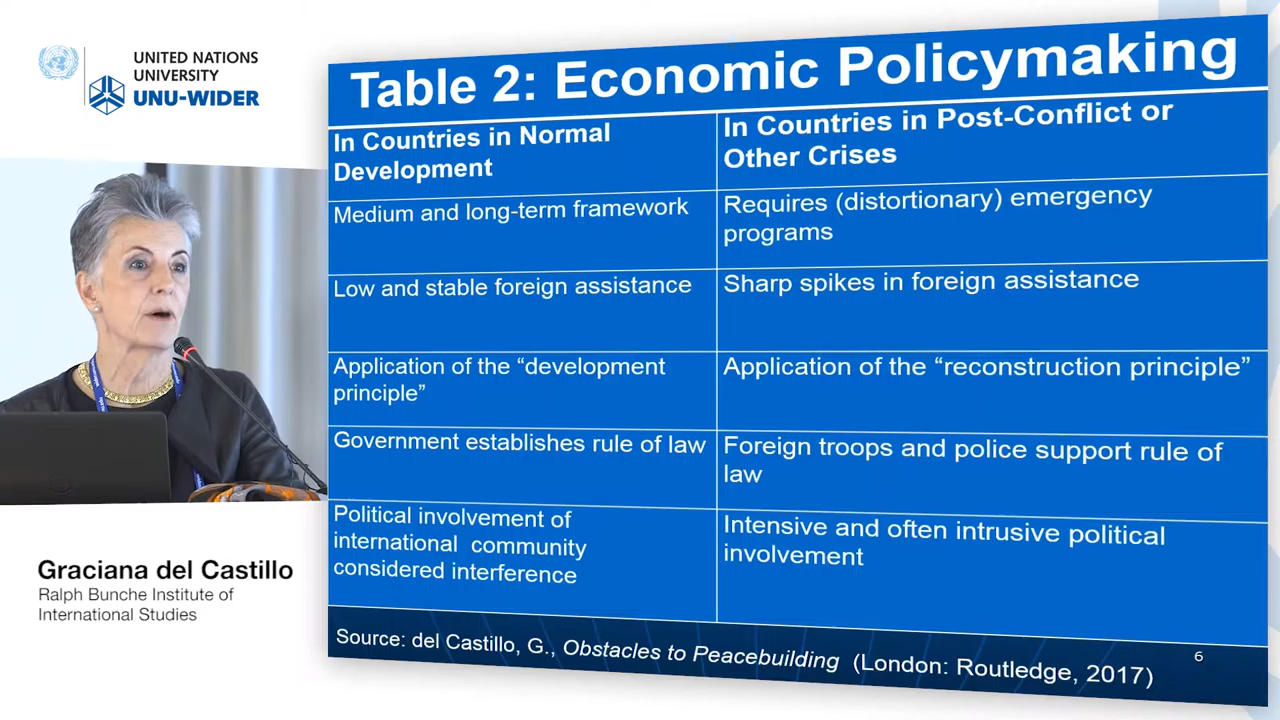 UNITED NATIONS
UNIVERSITY
UNU-WIDER
Graciana del Castillo
Ralph Bunche Institute of
International Studies
Table 2: Economic Policymaking
In Countries in Normal
Development
In Countries in Post-Conflict or
Other Crises
Medium and long-term framework
Requires (distortionary) emergency
programs
Low and stable foreign assistance
Sharp spikes in foreign assistance
Application of the “development
principle”
Application of the “reconstruction principle”
Government establishes rule of law
Foreign troops and police support rule of
law
Political involvement of
international community
considered interference
Intensive and often intrusive political
involvement
Source: del Castillo, G., Obstacles to Peacebuilding (London: Routledge, 2017)
6